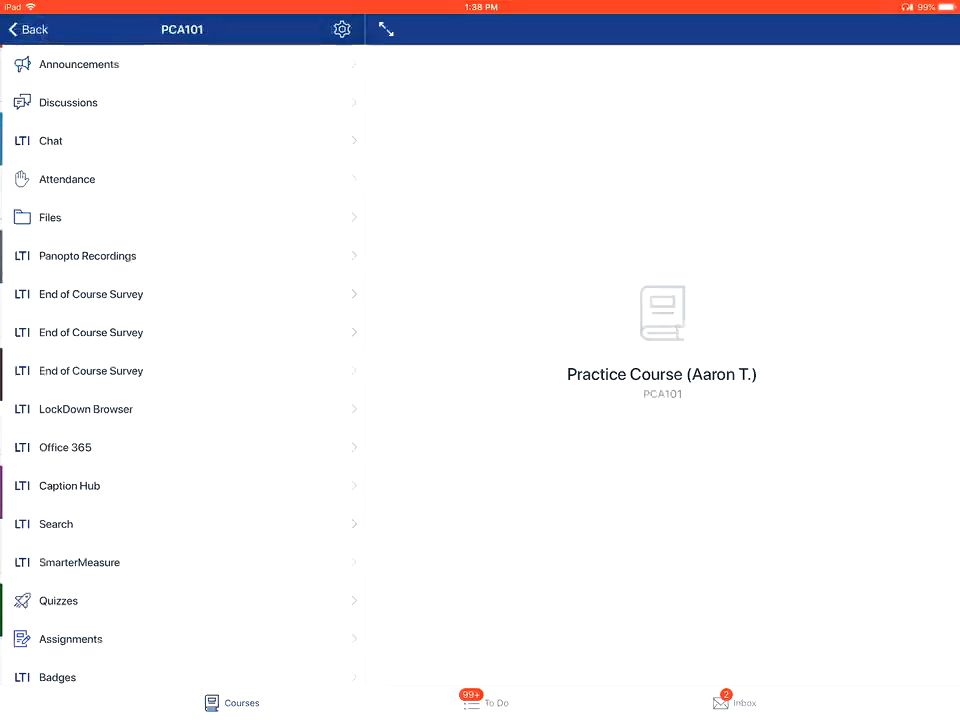 iPad 1:38 PM 99%
Back PCA101
Announcements
Discussions
LTI Chat
Attendance
Files
LTI Panopto Recordings
LTI End of Course Survey
LTI End of Course Survey
LTI End of Course Survey
LTI LockDown Browser
LTI Office 365
LTI Caption Hub
LTI Search
LTI SmarterMeasure
Quizzes
Assignments
LTI Badges
Practice Course (Aaron T.)
PCA101
Courses
99+
To Do
2
Inbox